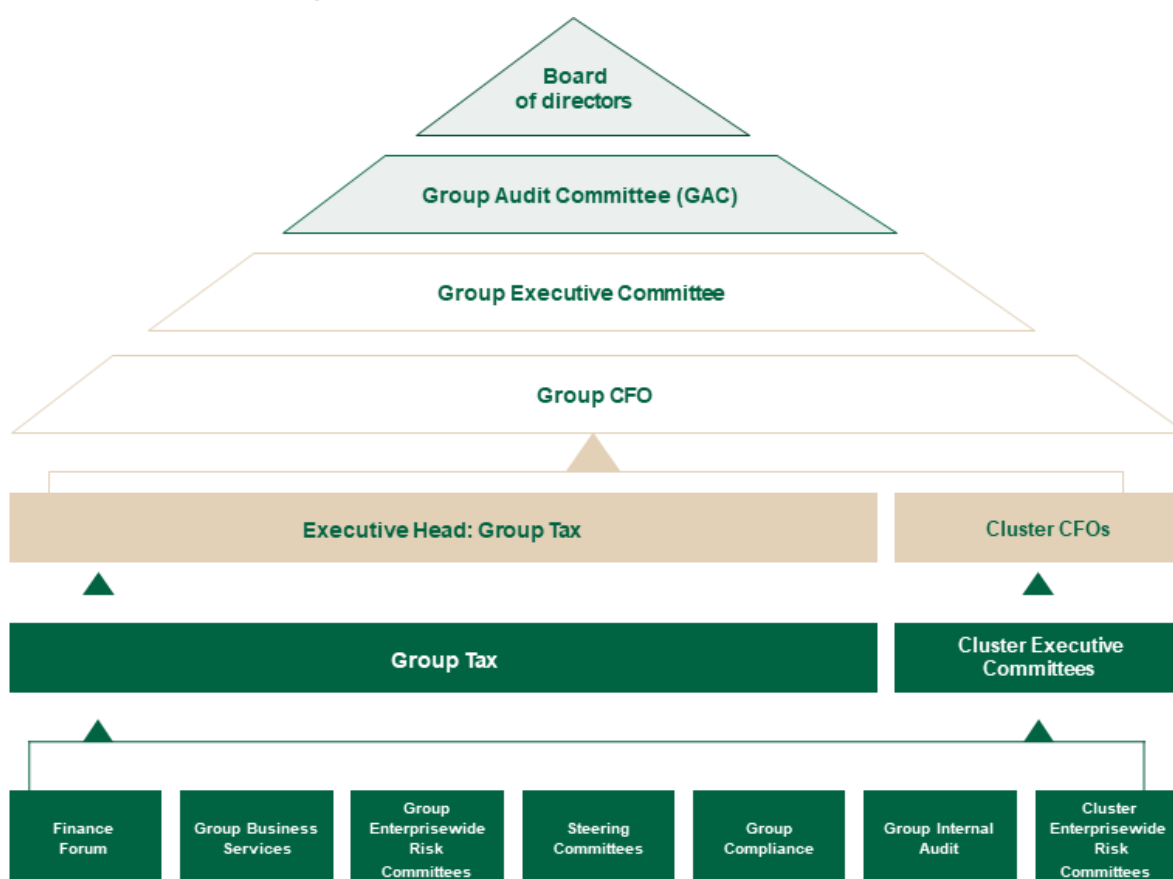 Board
of directors
Group Audit Committee (GAC)
Group Executive Committee
Group CFO
Executive Head: Group Tax
Cluster CFOs
Group Tax
Cluster Executive
Committees
Finance
Forum
Group Business
Services
Group
Enterprisewide
Risk
Committees
Steering
Committees
Group
Compliance
Group Internal
Audit
Cluster
Enterprisewide
Risk
Committees